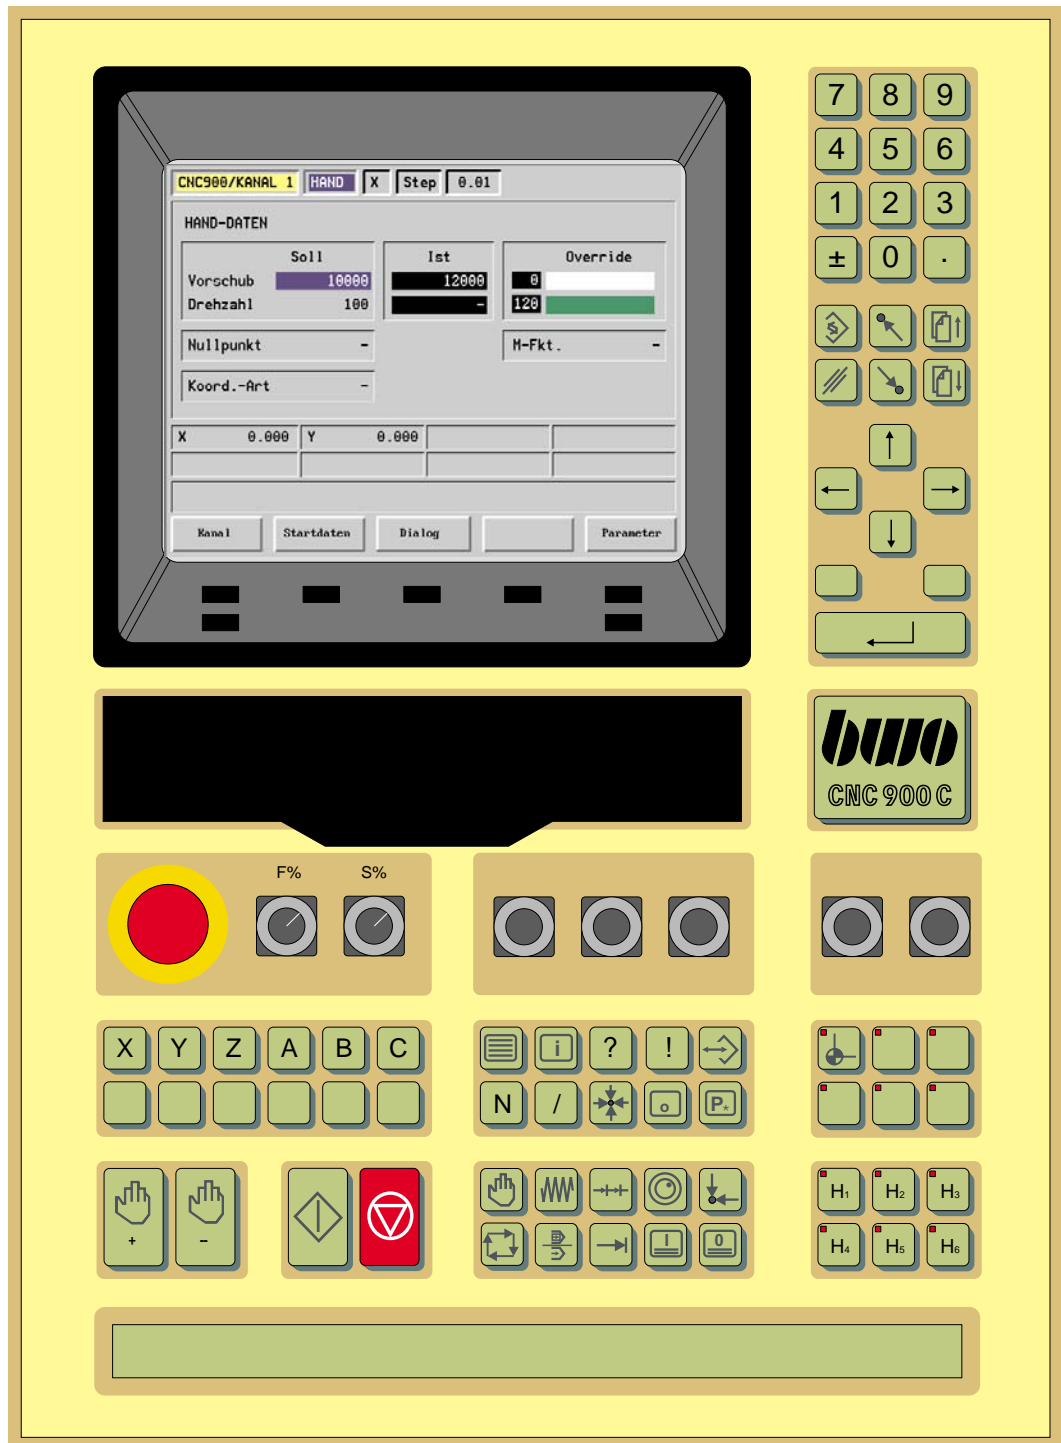 7 8 9
4 5 6
1 2 3
± 0 .
CNC900/KANAL 1 HAND X Step 0.01
HAND-DATEN
Soll Ist Override
Vorschub 10000 12000 0
Drehzahl 100 - 120
Nullpunkt - M-Fkt. -
Koord.-Art -
X 0.000 Y 0.000
Kanal Startdaten Dialog Parameter
bwo
CNC 900 C
F% S%
X Y Z A B C
i ? !
N / o P*
+ -
I 0
H1 H2 H3
H4 H5 H6